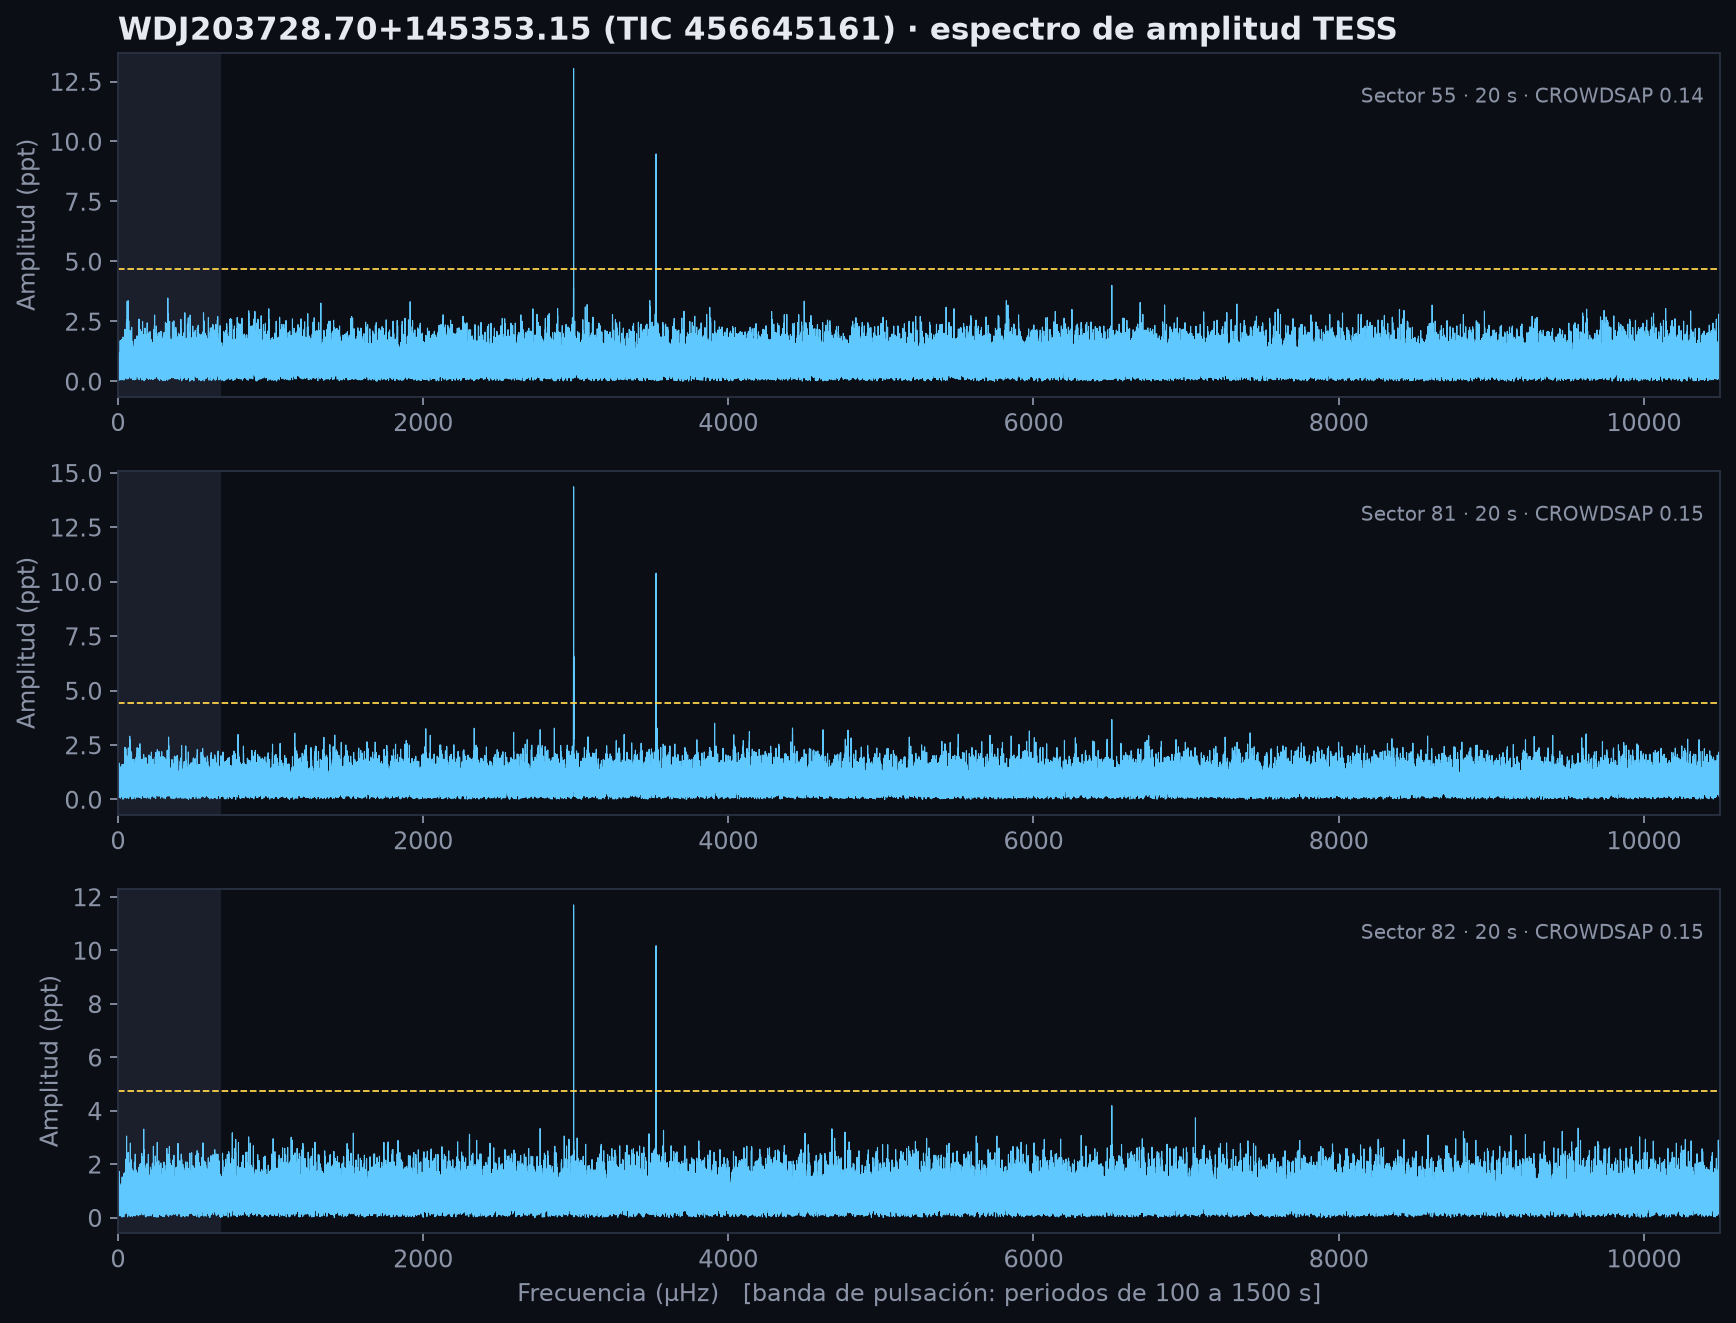 WDJ203728.70+145353.15 (TIC 456645161) · espectro de amplitud TESS
Amplitud (ppt)
12.5
10.0
7.5
5.0
2.5
0.0
Sector 55 · 20 s · CROWDSAP 0.14
0 2000 4000 6000 8000 10000
Amplitud (ppt)
15.0
12.5
10.0
7.5
5.0
2.5
0.0
Sector 81 · 20 s · CROWDSAP 0.15
0 2000 4000 6000 8000 10000
Amplitud (ppt)
12
10
8
6
4
2
0
Sector 82 · 20 s · CROWDSAP 0.15
0 2000 4000 6000 8000 10000
Frecuencia (µHz) [banda de pulsación: periodos de 100 a 1500 s]